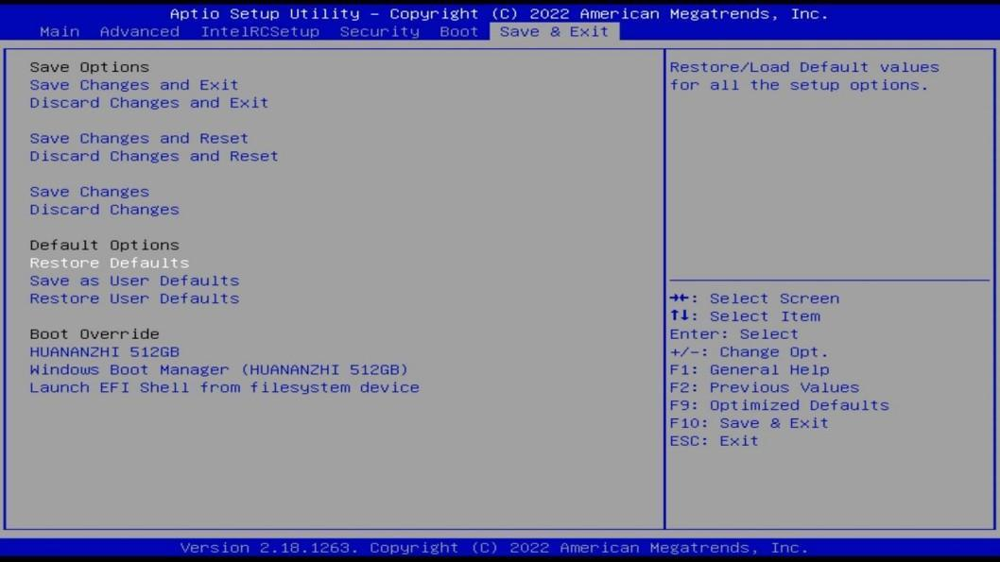 Aptio Setup Utility – Copyright (C) 2022 American Megatrends, Inc.
Main Advanced IntelRCSetup Security Boot Save & Exit
Save Options
Save Changes and Exit
Discard Changes and Exit
Save Changes and Reset
Discard Changes and Reset
Save Changes
Discard Changes
Default Options
Restore Defaults
Save as User Defaults
Restore User Defaults
Boot Override
HUANANZHI 512GB
Windows Boot Manager (HUANANZHI 512GB)
Launch EFI Shell from filesystem device
Restore/Load Default values
for all the setup options.
→←: Select Screen
↑↓: Select Item
Enter: Select
+/-: Change Opt.
F1: General Help
F2: Previous Values
F9: Optimized Defaults
F10: Save & Exit
ESC: Exit
Version 2.18.1263. Copyright (C) 2022 American Megatrends, Inc.